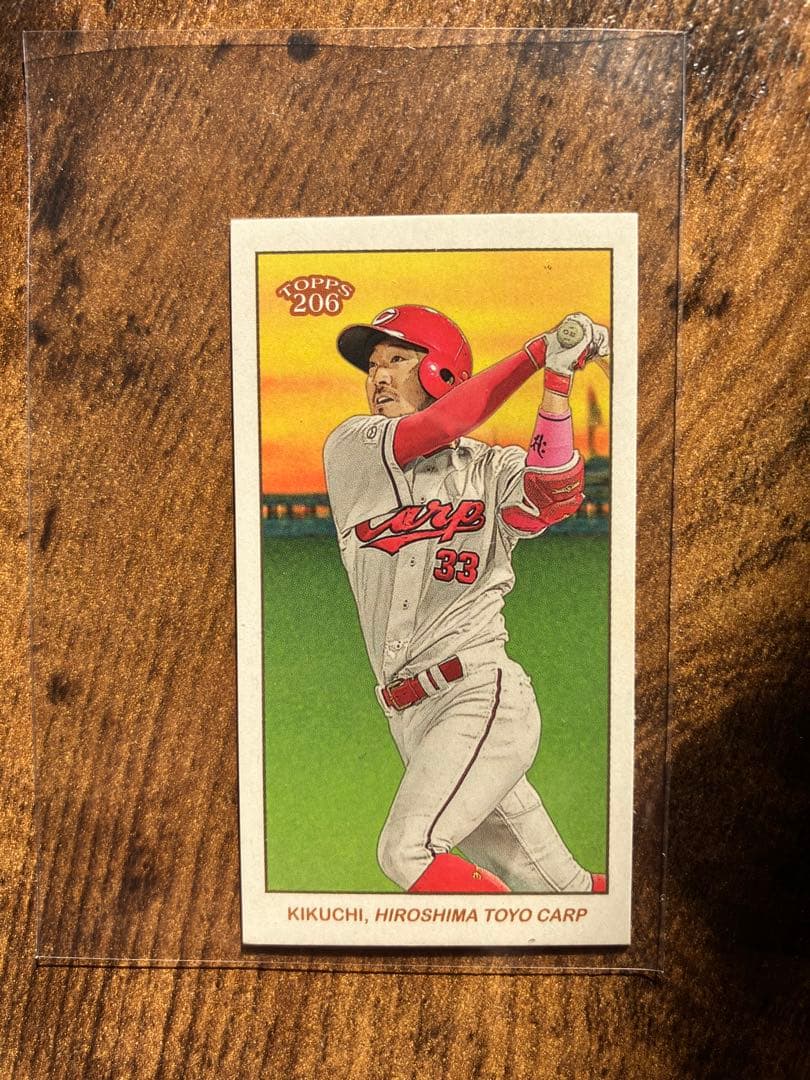 TOPPS
206
Carp
33
KIKUCHI, HIROSHIMA TOYO CARP